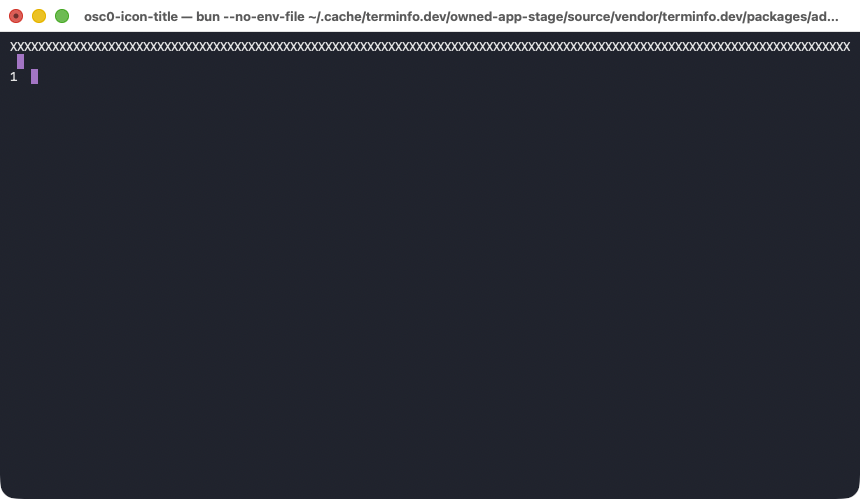 osc0-icon-title — bun --no-env-file ~/.cache/terminfo.dev/owned-app-stage/source/vendor/terminfo.dev/packages/ad...
XXXXXXXXXXXXXXXXXXXXXXXXXXXXXXXXXXXXXXXXXXXXXXXXXXXXXXXXXXXXXXXXXXXXXXXXXXXXXXXXXXXXXXXXXXXXXXXXXXXXXXXXXXXXXXXXXXXXXXXX
1